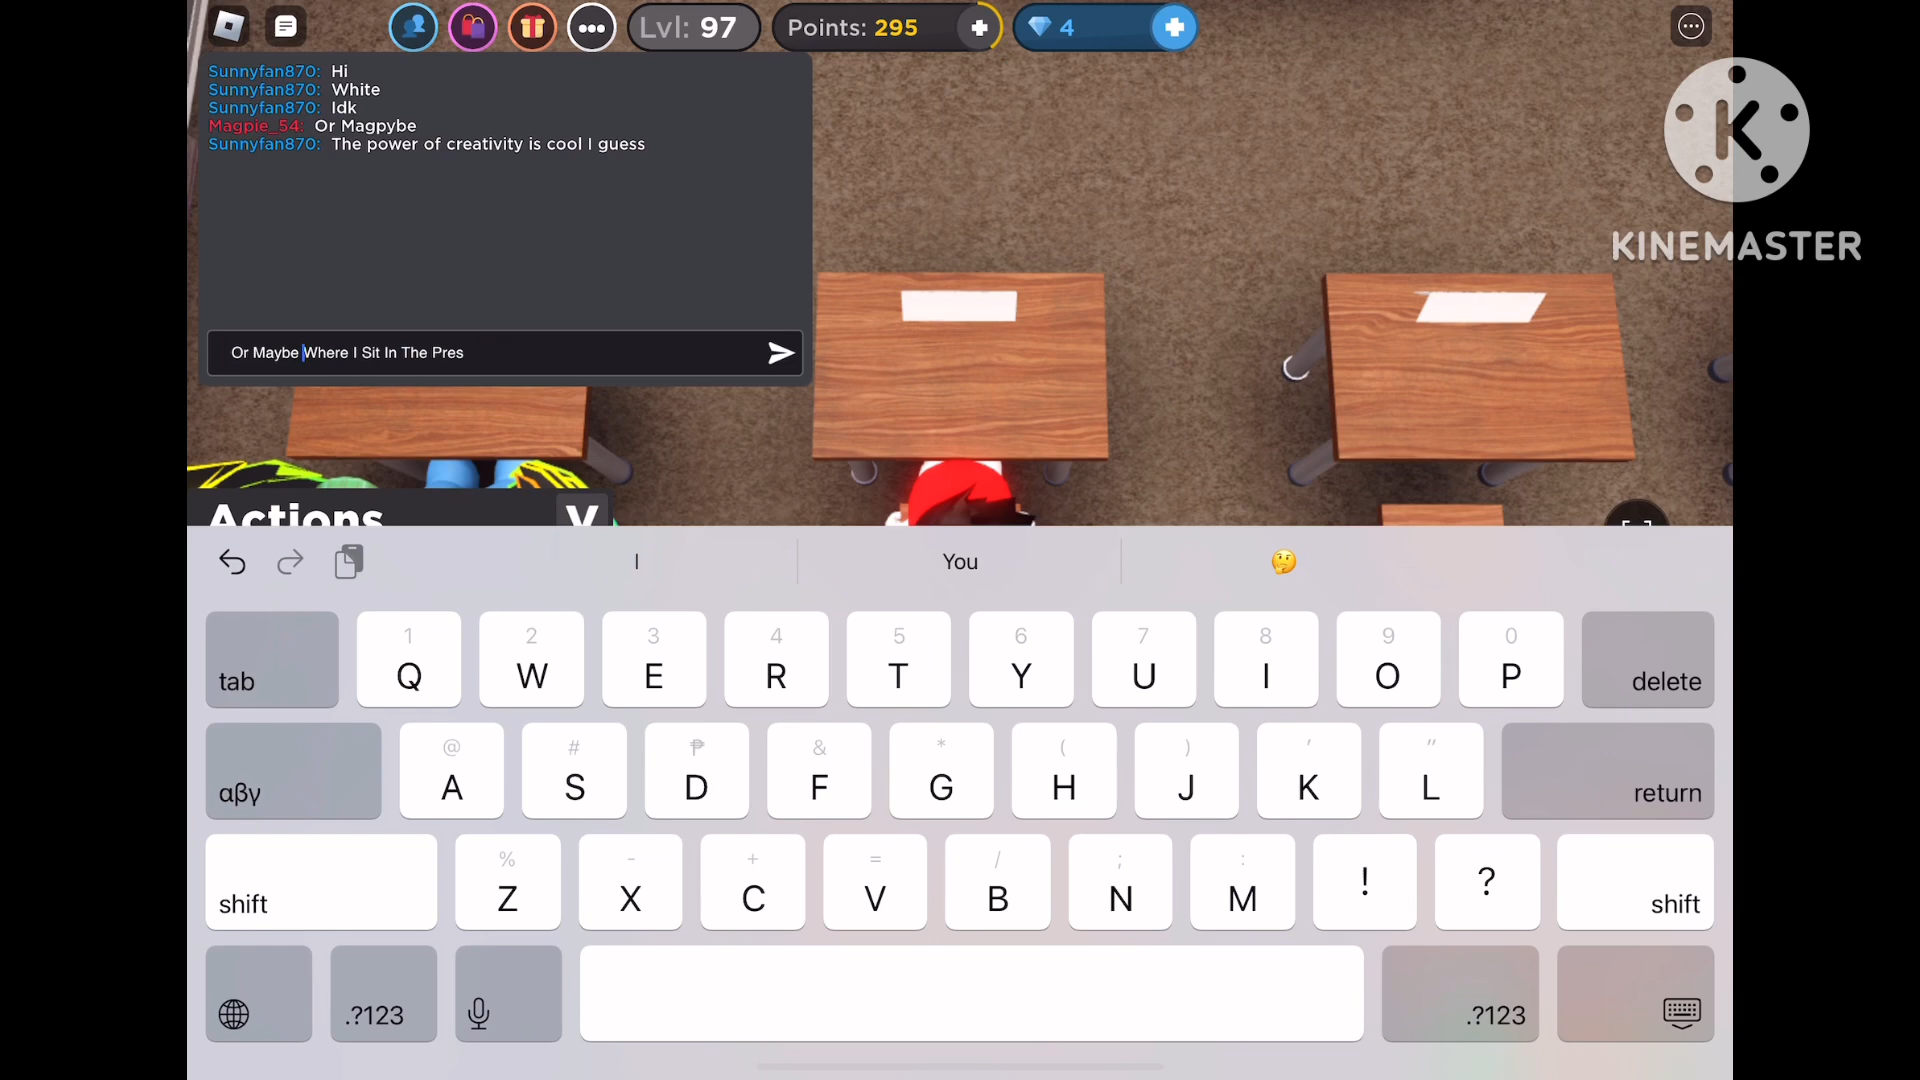 Lvl: 97
Points: 295
4
Sunnyfan870: Hi
Sunnyfan870: White
Sunnyfan870: Idk
Magpie_54: Or Magpybe
Sunnyfan870: The power of creativity is cool I guess
KINEMASTER
Or Maybe Where I Sit In The Pres
Actions V
I You
tab 1 Q 2 W 3 E 4 R 5 T 6 Y 7 U 8 I 9 O 0 P delete
αβγ @ A # S ₱ D & F * G ( H ) J ' K " L return
shift % Z - X + C = V / B ; N : M ! ? shift
.?123 .?123